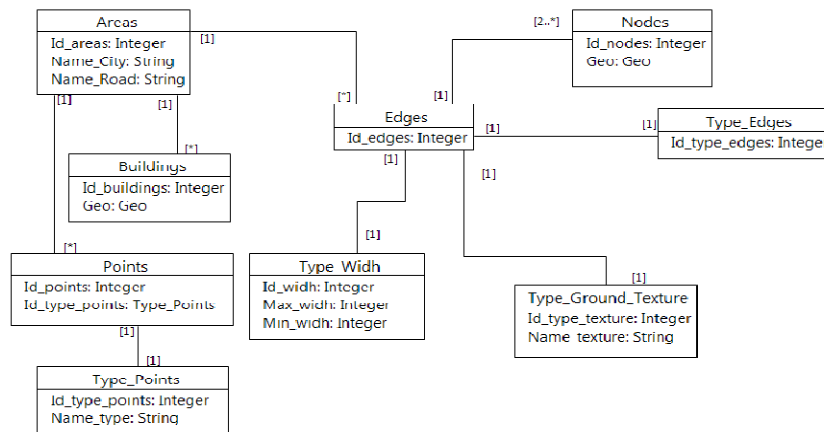 Areas
Id_areas: Integer
Name_City: String
Name_Road: String
[1]
[1]
[1]
[*]
[2..*]
Nodes
Id_nodes: Integer
Geo: Geo
[1]
Edges
Id_edges: Integer
[1]
[1]
Type_Edges
Id_type_edges: Intege
[*]
Buildings
Id_buildings: Integer
Geo: Geo
[1]
[1]
[*]
Points
Id_points: Integer
Id_type_points: Type_Points
[1]
Type_Widh
Id_widh: Integer
Max_widh: Integer
Min_widh: Integer
[1]
Type_Ground_Texture
Id_type_texture: Integer
Name_texture: String
[1]
[1]
Type_Points
Id_type_points: Integer
Name_type: String